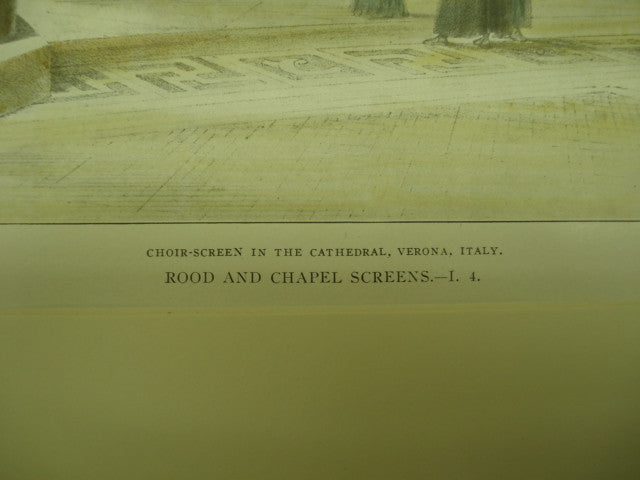 CHOIR-SCREEN IN THE CATHEDRAL, VERONA, ITALY.
ROOD AND CHAPEL SCREENS.—I. 4.